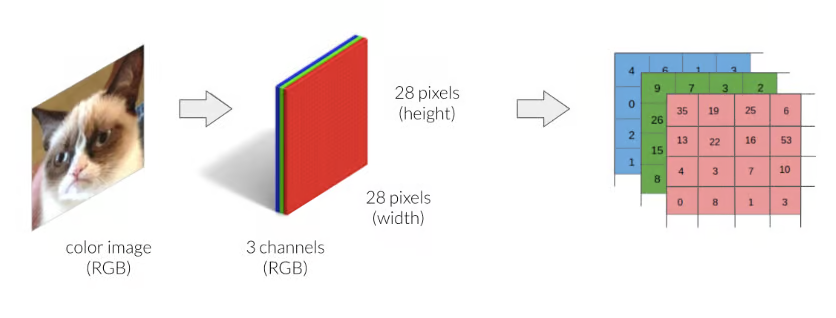 color image
(RGB)
3 channels
(RGB)
28 pixels
(height)
28 pixels
(width)
4 6 1 3
0
2
1
9 7 3 2
26
15
8
35 19 25 6
13 22 16 53
4 3 7 10
0 8 1 3